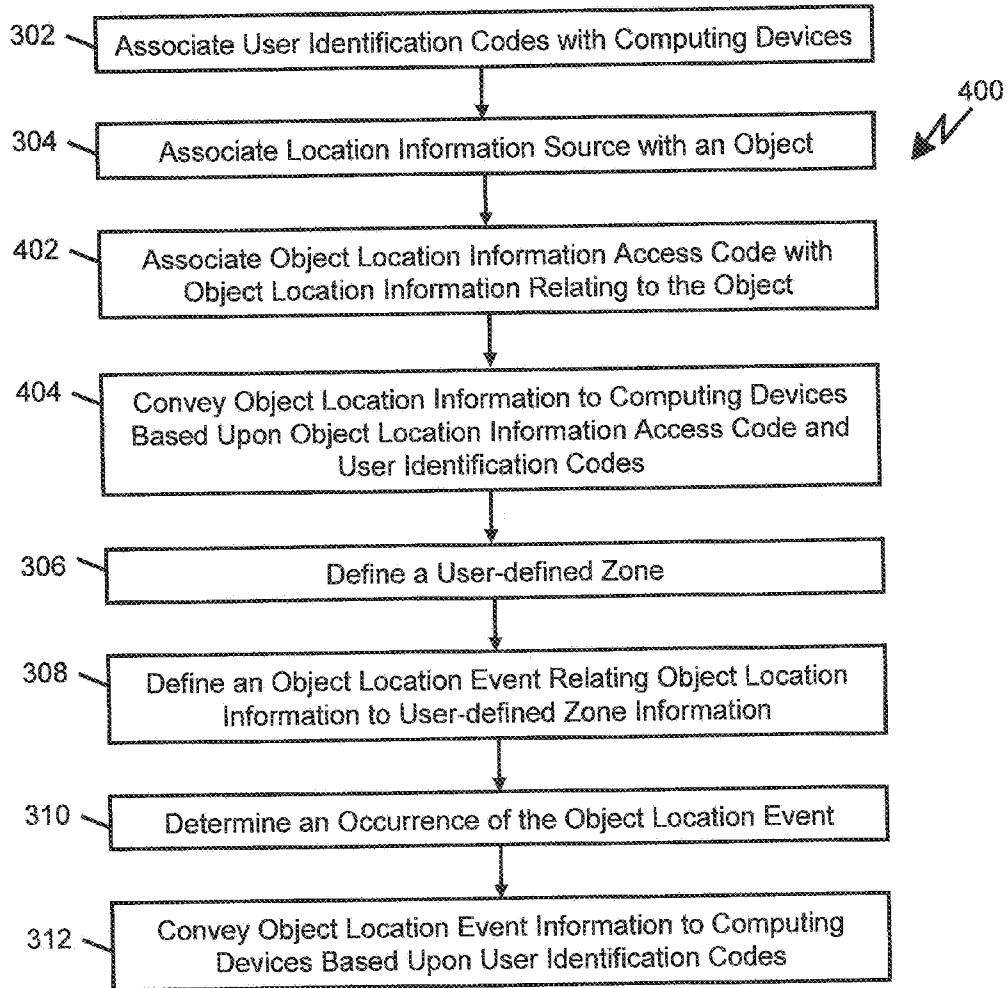 302
Associate User Identification Codes with Computing Devices
400
304
Associate Location Information Source with an Object
402
Associate Object Location Information Access Code with
Object Location Information Relating to the Object
404
Convey Object Location Information to Computing Devices
Based Upon Object Location Information Access Code and
User Identification Codes
306
Define a User-defined Zone
308
Define an Object Location Event Relating Object Location
Information to User-defined Zone Information
310
Determine an Occurrence of the Object Location Event
312
Convey Object Location Event Information to Computing
Devices Based Upon User Identification Codes